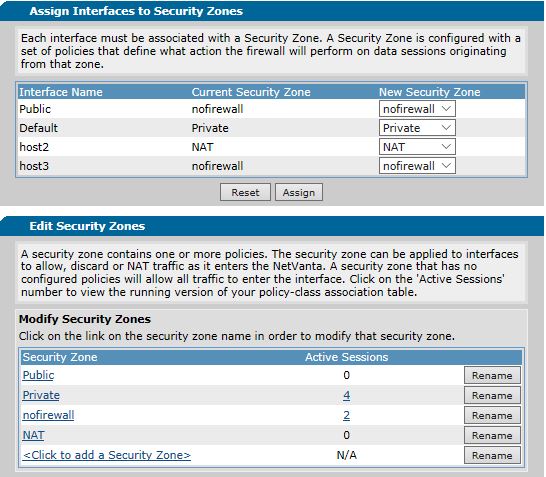 Assign Interfaces to Security Zones
Each interface must be associated with a Security Zone. A Security Zone is configured with a
set of policies that define what action the firewall will perform on data sessions originating
from that zone.
Interface Name Current Security Zone New Security Zone
Public nofirewall nofirewall
Default Private Private
host2 NAT NAT
host3 nofirewall nofirewall
Reset Assign
Edit Security Zones
A security zone contains one or more policies. The security zone can be applied to interfaces
to allow, discard or NAT traffic as it enters the NetVanta. A security zone that has no
configured policies will allow all traffic to enter the interface. Click on the 'Active Sessions'
number to view the running version of your policy-class association table.
Modify Security Zones
Click on the link on the security zone name in order to modify that security zone.
Security Zone Active Sessions
Public 0 Rename
Private 4 Rename
nofirewall 2 Rename
NAT 0 Rename
<Click to add a Security Zone> N/A Rename